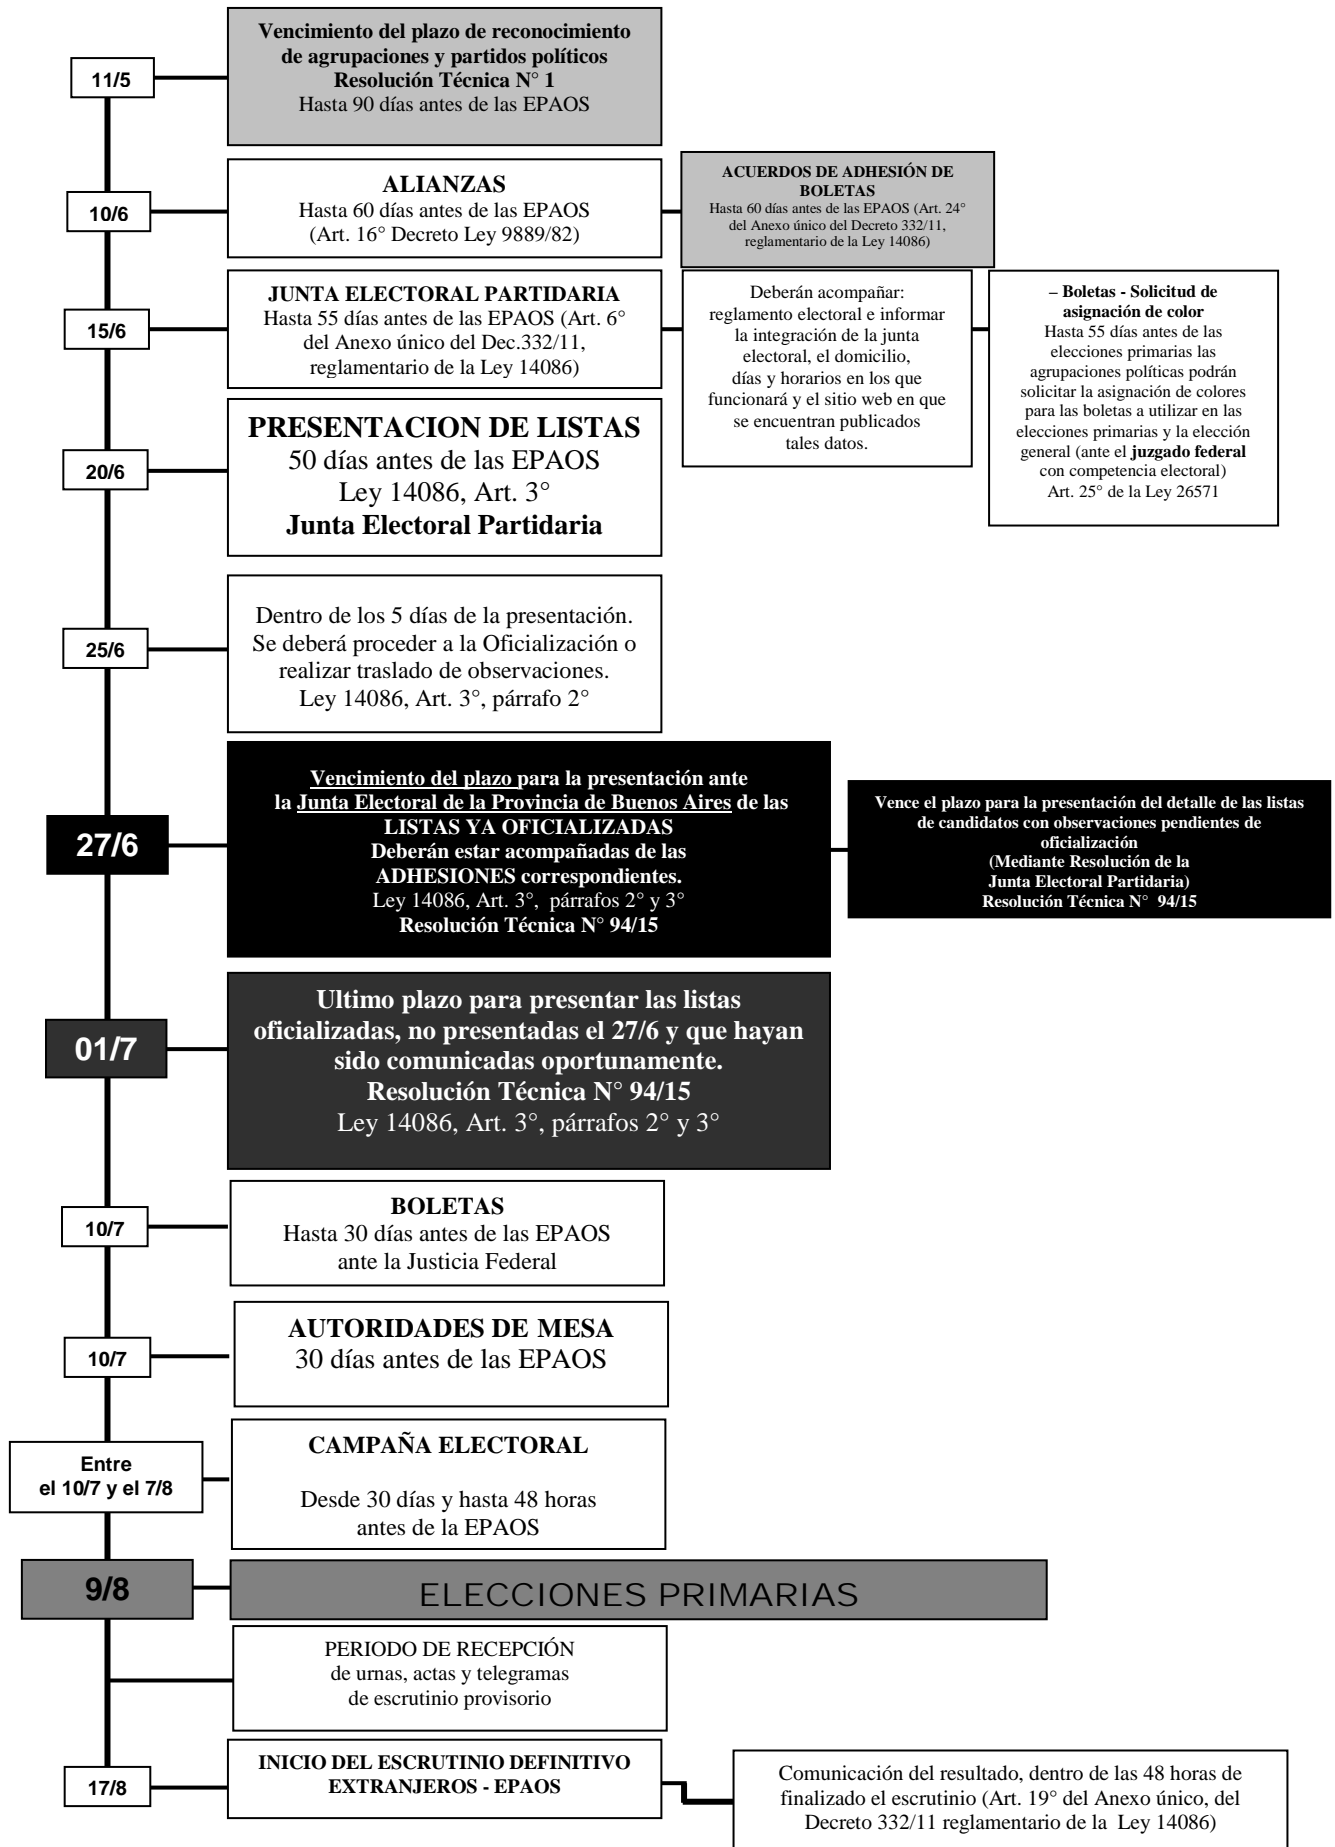 11/5
Vencimiento del plazo de reconocimiento
de agrupaciones y partidos políticos
Resolución Técnica N° 1
Hasta 90 días antes de las EPAOS
10/6
ALIANZAS
Hasta 60 días antes de las EPAOS
(Art. 16° Decreto Ley 9889/82)
ACUERDOS DE ADHESIÓN DE
BOLETAS
Hasta 60 días antes de las EPAOS (Art. 24°
del Anexo único del Decreto 332/11,
reglamentario de la Ley 14086)
15/6
JUNTA ELECTORAL PARTIDARIA
Hasta 55 días antes de las EPAOS (Art. 6°
del Anexo único del Dec.332/11,
reglamentario de la Ley 14086)
Deberán acompañar:
reglamento electoral e informar
la integración de la junta
electoral, el domicilio,
días y horarios en los que
funcionará y el sitio web en que
se encuentran publicados
tales datos.
– Boletas - Solicitud de
asignación de color
Hasta 55 días antes de las
elecciones primarias las
agrupaciones políticas podrán
solicitar la asignación de colores
para las boletas a utilizar en las
elecciones primarias y la elección
general (ante el juzgado federal
con competencia electoral)
Art. 25° de la Ley 26571
20/6
PRESENTACION DE LISTAS
50 días antes de las EPAOS
Ley 14086, Art. 3°
Junta Electoral Partidaria
25/6
Dentro de los 5 días de la presentación.
Se deberá proceder a la Oficialización o
realizar traslado de observaciones.
Ley 14086, Art. 3°, párrafo 2°
27/6
Vencimiento del plazo para la presentación ante
la Junta Electoral de la Provincia de Buenos Aires de las
LISTAS YA OFICIALIZADAS
Deberán estar acompañadas de las
ADHESIONES correspondientes.
Ley 14086, Art. 3°, párrafos 2° y 3°
Resolución Técnica N° 94/15
Vence el plazo para la presentación del detalle de las listas
de candidatos con observaciones pendientes de
oficialización
(Mediante Resolución de la
Junta Electoral Partidaria)
Resolución Técnica N° 94/15
01/7
Ultimo plazo para presentar las listas
oficializadas, no presentadas el 27/6 y que hayan
sido comunicadas oportunamente.
Resolución Técnica N° 94/15
Ley 14086, Art. 3°, párrafos 2° y 3°
10/7
BOLETAS
Hasta 30 días antes de las EPAOS
ante la Justicia Federal
10/7
AUTORIDADES DE MESA
30 días antes de las EPAOS
Entre
el 10/7 y el 7/8
CAMPAÑA ELECTORAL
Desde 30 días y hasta 48 horas
antes de la EPAOS
9/8
ELECCIONES PRIMARIAS
PERIODO DE RECEPCIÓN
de urnas, actas y telegramas
de escrutinio provisorio
17/8
INICIO DEL ESCRUTINIO DEFINITIVO
EXTRANJEROS - EPAOS
Comunicación del resultado, dentro de las 48 horas de
finalizado el escrutinio (Art. 19° del Anexo único, del
Decreto 332/11 reglamentario de la Ley 14086)